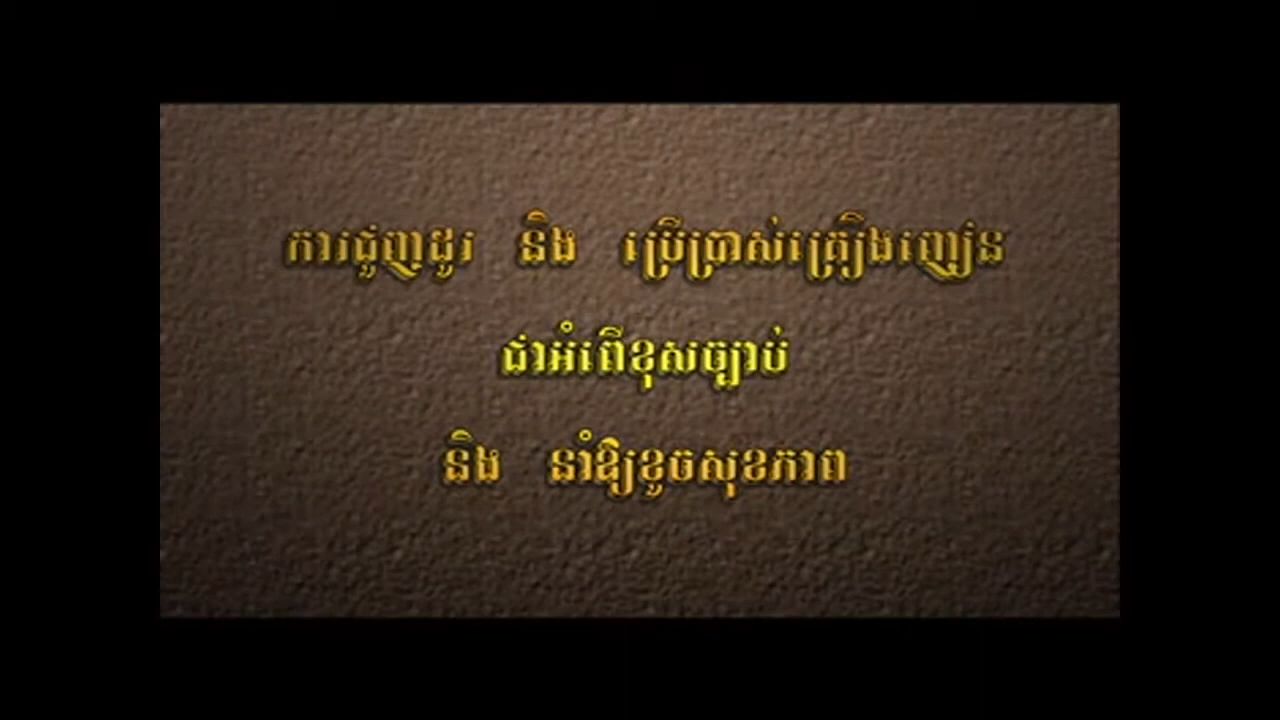 ការជួញដូរ និង ប្រើប្រាស់គ្រឿងញៀន
ជាអំពើខុសច្បាប់
និង នាំឱ្យខូចសុខភាព